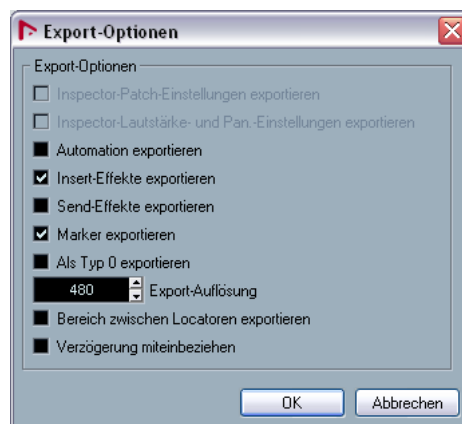 Export-Optionen
Export-Optionen
Inspector-Patch-Einstellungen exportieren
Inspector-Lautstärke- und Pan.-Einstellungen exportieren
Automation exportieren
Insert-Effekte exportieren
Send-Effekte exportieren
Marker exportieren
Als Typ 0 exportieren
480 Export-Auflösung
Bereich zwischen Locatoren exportieren
Verzögerung miteinbeziehen
OK Abbrechen